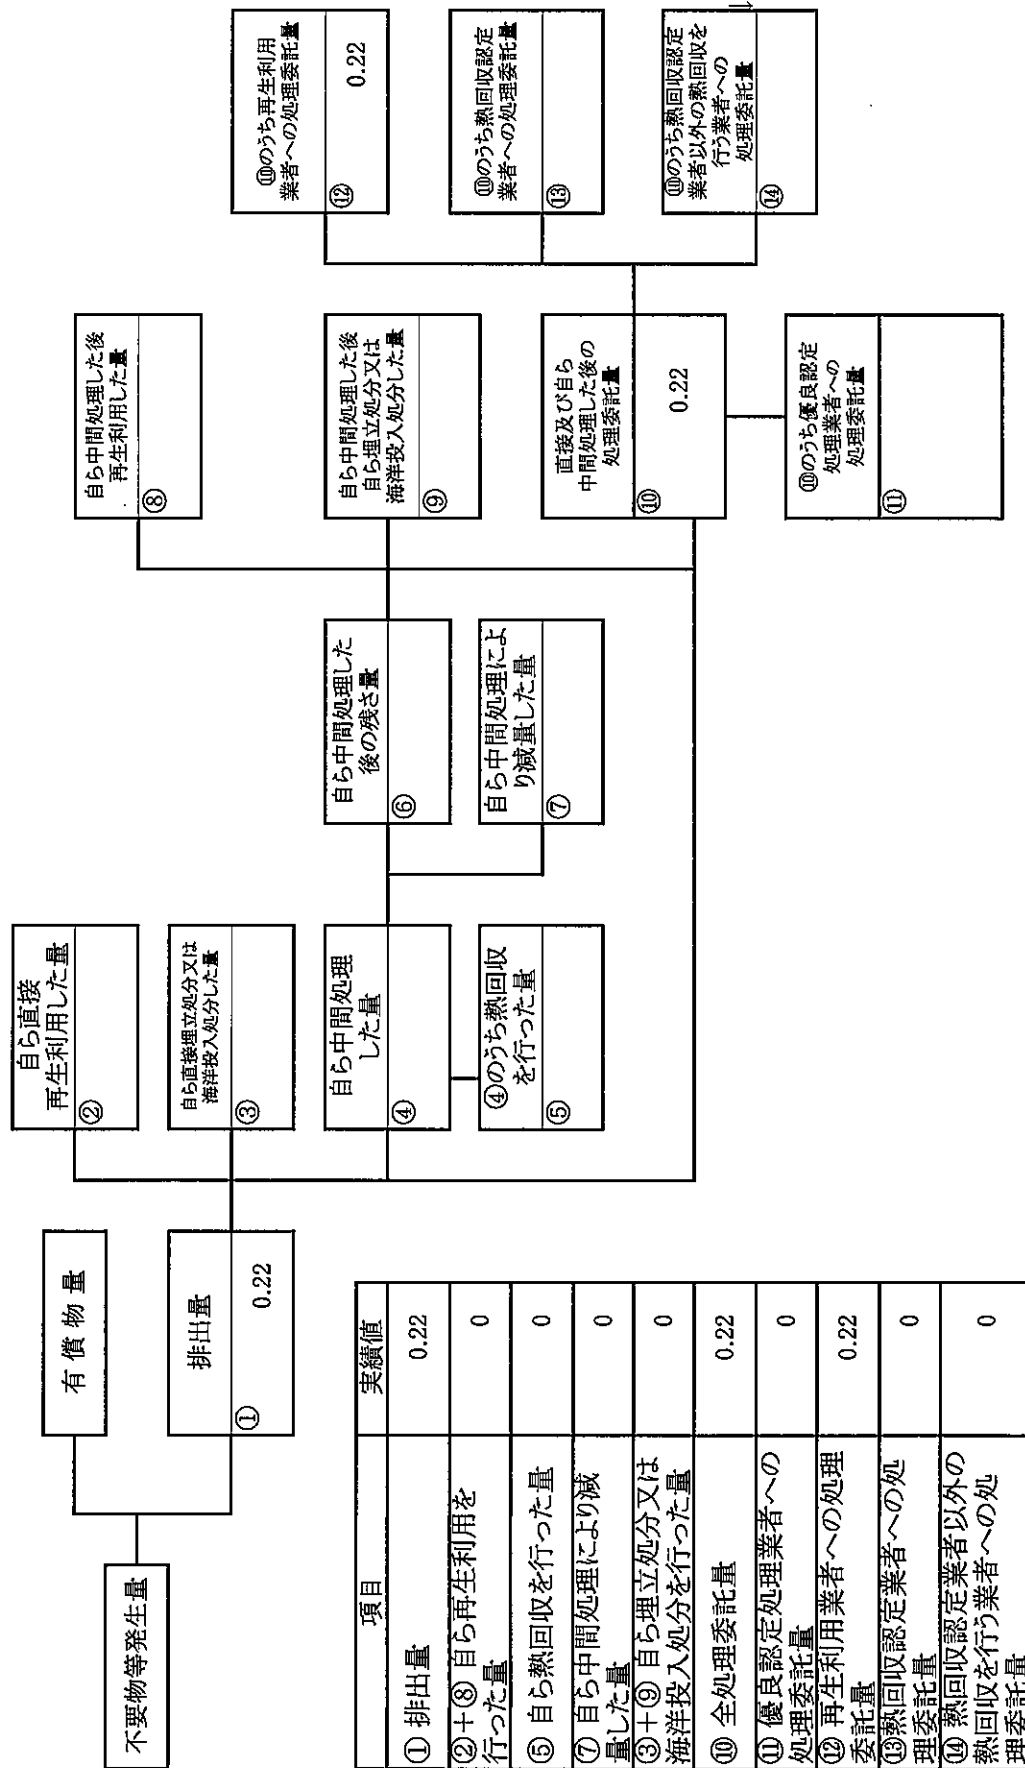 不要物等発生量
有 償 物 量
排出量
①
0.22
自ら直接
再生利用した量
②
自ら直接埋立処分又は
海洋投入処分した量
③
自ら中間処理
した量
④
④のうち熱回収
を行った量
⑤
自ら中間処理した
後の残さ量
⑥
自ら中間処理によ
り減量した量
⑦
自ら中間処理した後
再生利用した量
⑧
自ら中間処理した後
自ら埋立処分又は
海洋投入処分した量
⑨
直接及び自ら
中間処理した後の
処理委託量
⑩
0.22
⑩のうち優良認定
処理業者への
処理委託量
⑪
⑩のうち再生利用
業者への処理委託量
⑫
0.22
⑩のうち熱回収認定
業者への処理委託量
⑬
⑩のうち熱回収認定
業者以外の熱回収を
行う業者への
処理委託量
⑭
項目
実績値
① 排出量
0.22
②＋⑧ 自ら再生利用を
行った量
0
⑤ 自ら熱回収を行った量
0
⑦ 自ら中間処理により減
量した量
0
③＋⑨ 自ら埋立処分又は
海洋投入処分を行った量
0
⑩ 全処理委託量
0.22
⑪ 優良認定処理業者への
処理委託量
0
⑫ 再生利用業者への処理
委託量
0.22
⑬熱回収認定業者への処
理委託量
0
⑭ 熱回収認定業者以外の
熱回収を行う業者への処
理委託量
0